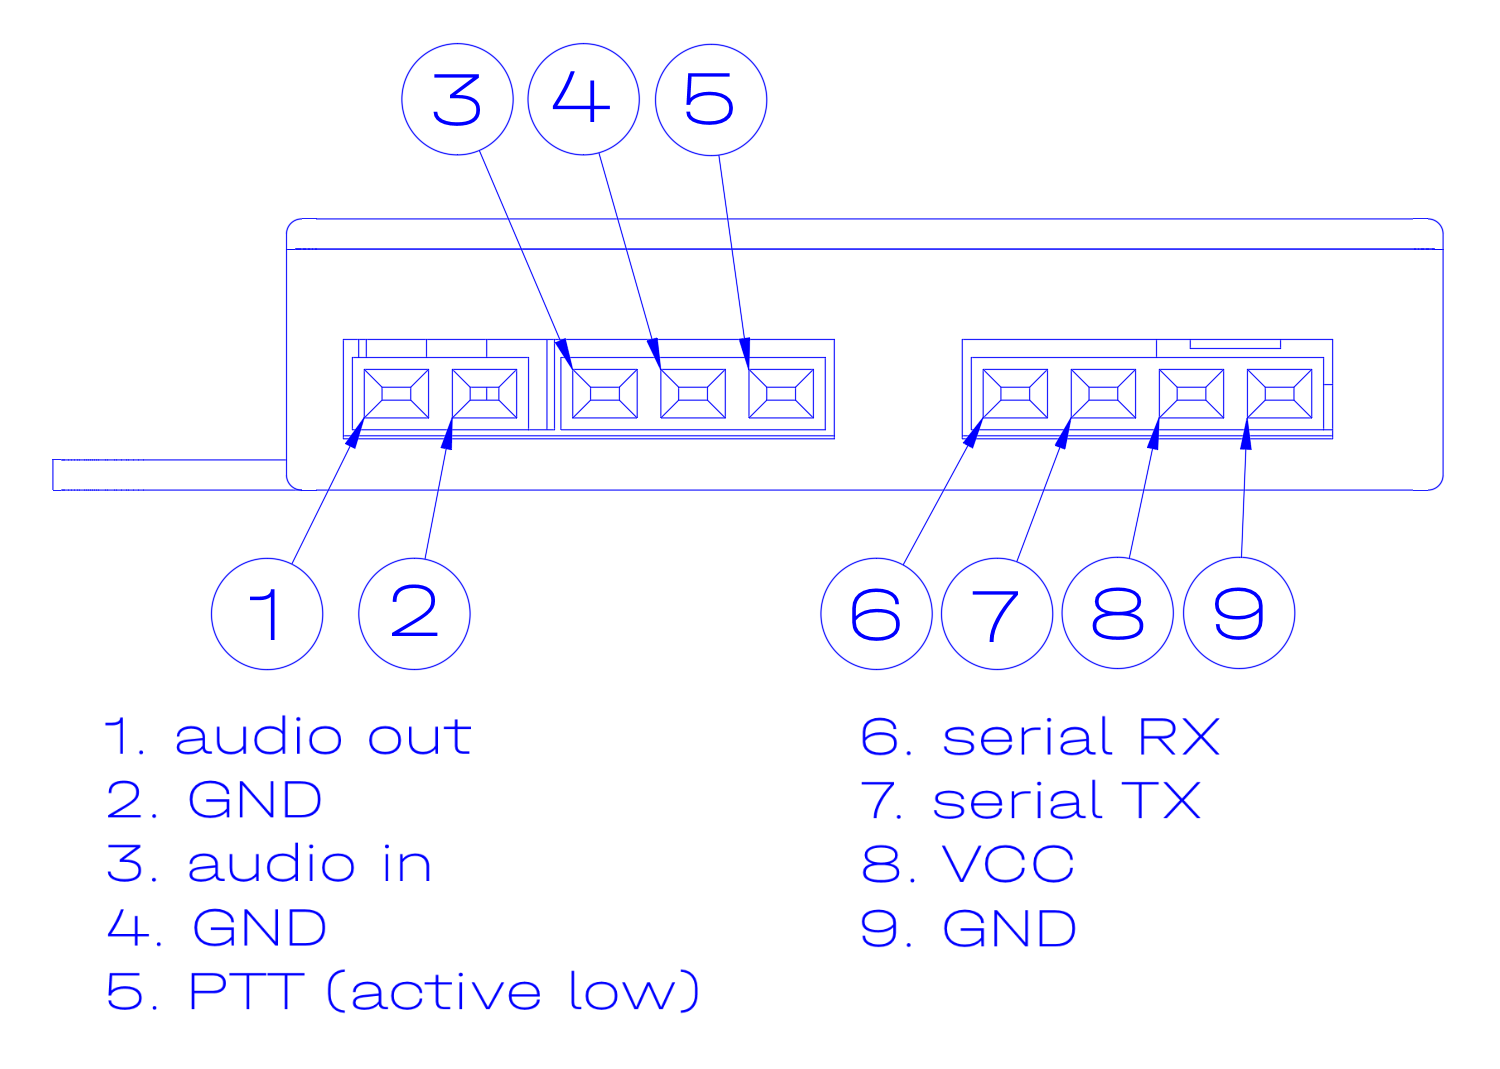 3 4 5
1 2 6 7 8 9
1. audio out
2. GND
3. audio in
4. GND
5. PTT (active low)
6. serial RX
7. serial TX
8. VCC
9. GND